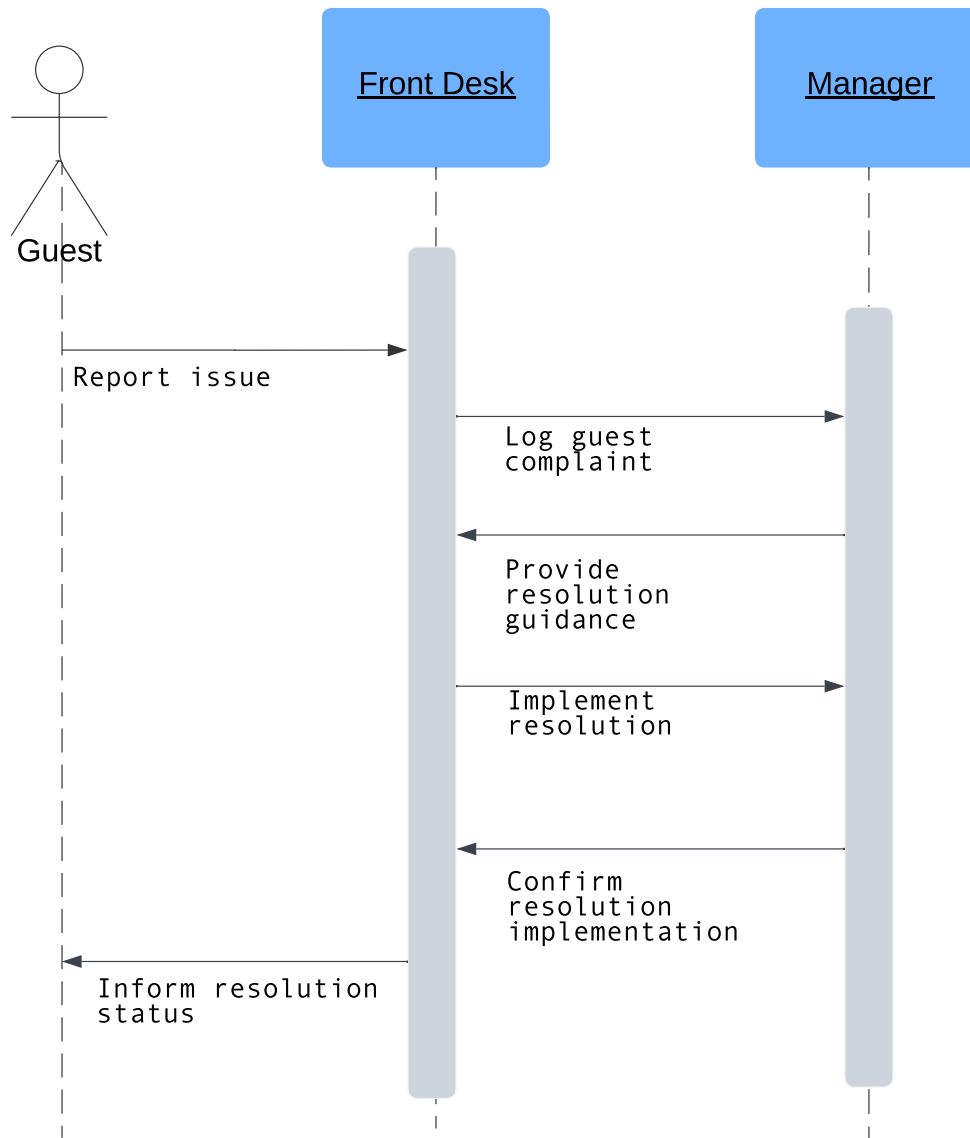 Front Desk
Manager
Guest
Report issue
Log guest
complaint
Provide
resolution
guidance
Implement
resolution
Confirm
resolution
implementation
Inform resolution
status